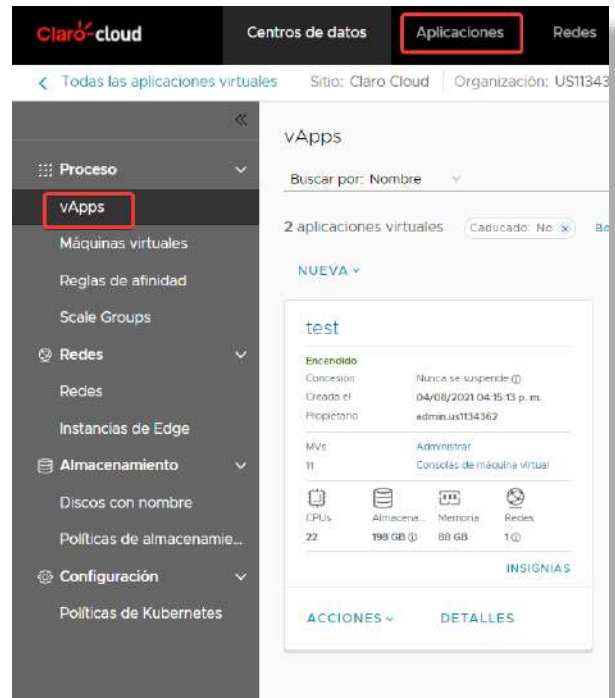 Claro-cloud
Centros de datos Aplicaciones Redes
Todas las aplicaciones virtuales Sitio: Claro Cloud Organización: US11343
Proceso
vApps
Máquinas virtuales
Reglas de afinidad
Scale Groups
Redes
Redes
Instancias de Edge
Almacenamiento
Discos con nombre
Políticas de almacenamie...
Configuración
Políticas de Kubernetes
vApps
Buscar por: Nombre
2 aplicaciones virtuales Caducado: No x
NUEVA
test
Encendido
Concesión Nunca se suspende
Creada el 04/08/2021 04:15:13 p. m.
Propietario admin.us1134362
MVs Administrar
11 Consolas de máquina virtual
CPUs Almacena... Memoria Redes
22 198 GB 88 GB 1
INSIGNIAS
ACCIONES DETALLES